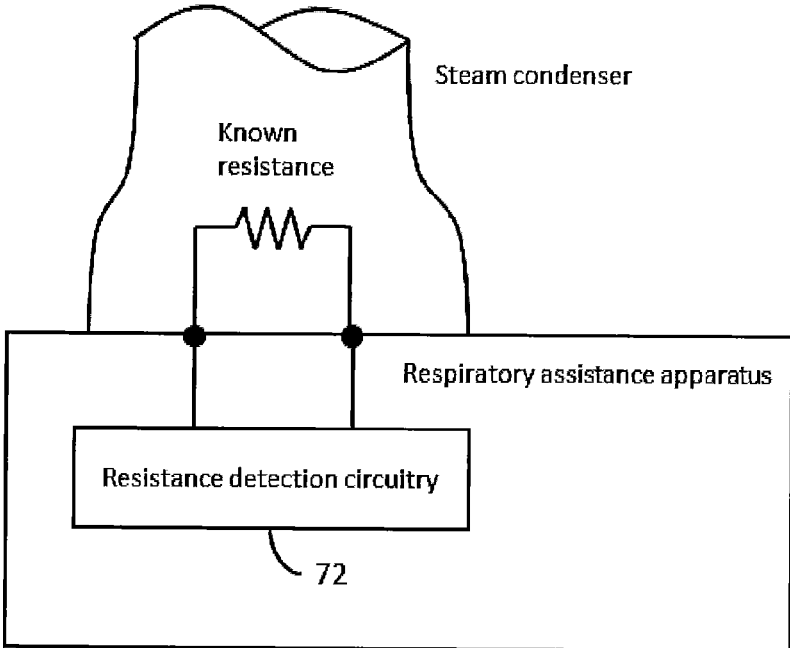 Steam condenser
Known
resistance
Respiratory assistance apparatus
Resistance detection circuitry
72